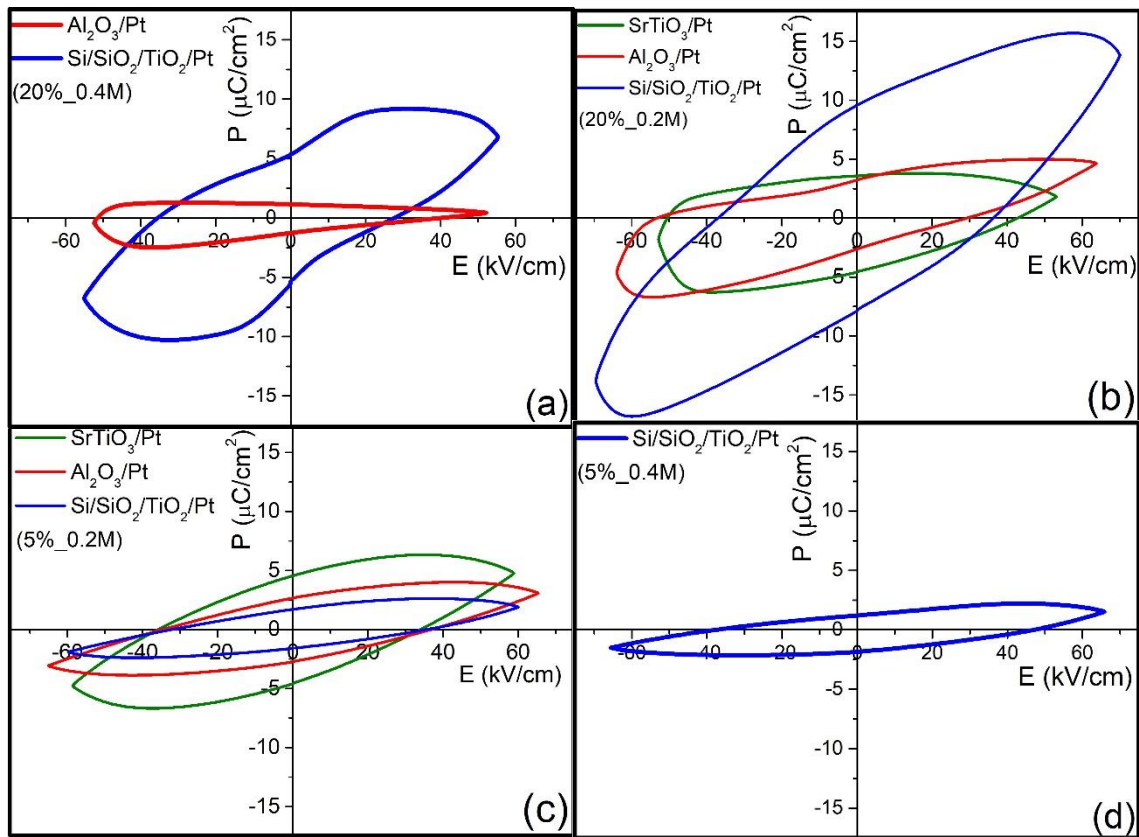 Al₂O₃/Pt
Si/SiO₂/TiO₂/Pt
(20%_0.4M)
P (μC/cm²)
15
10
5
0
-5
-10
-15
-60 -40 -20 0 20 40 60
E (kV/cm)
(a)
SrTiO₃/Pt
Al₂O₃/Pt
Si/SiO₂/TiO₂/Pt
(20%_0.2M)
P (μC/cm²)
15
10
5
0
-5
-10
-15
-60 -40 -20 0 20 40 60
E (kV/cm)
(b)
SrTiO₃/Pt
Al₂O₃/Pt
Si/SiO₂/TiO₂/Pt
(5%_0.2M)
P (μC/cm²)
15
10
5
0
-5
-10
-15
-60 -40 -20 0 20 40 60
E (kV/cm)
(c)
Si/SiO₂/TiO₂/Pt
(5%_0.4M)
P (μC/cm²)
15
10
5
0
-5
-10
-15
-60 -40 -20 0 20 40 60
E (kV/cm)
(d)